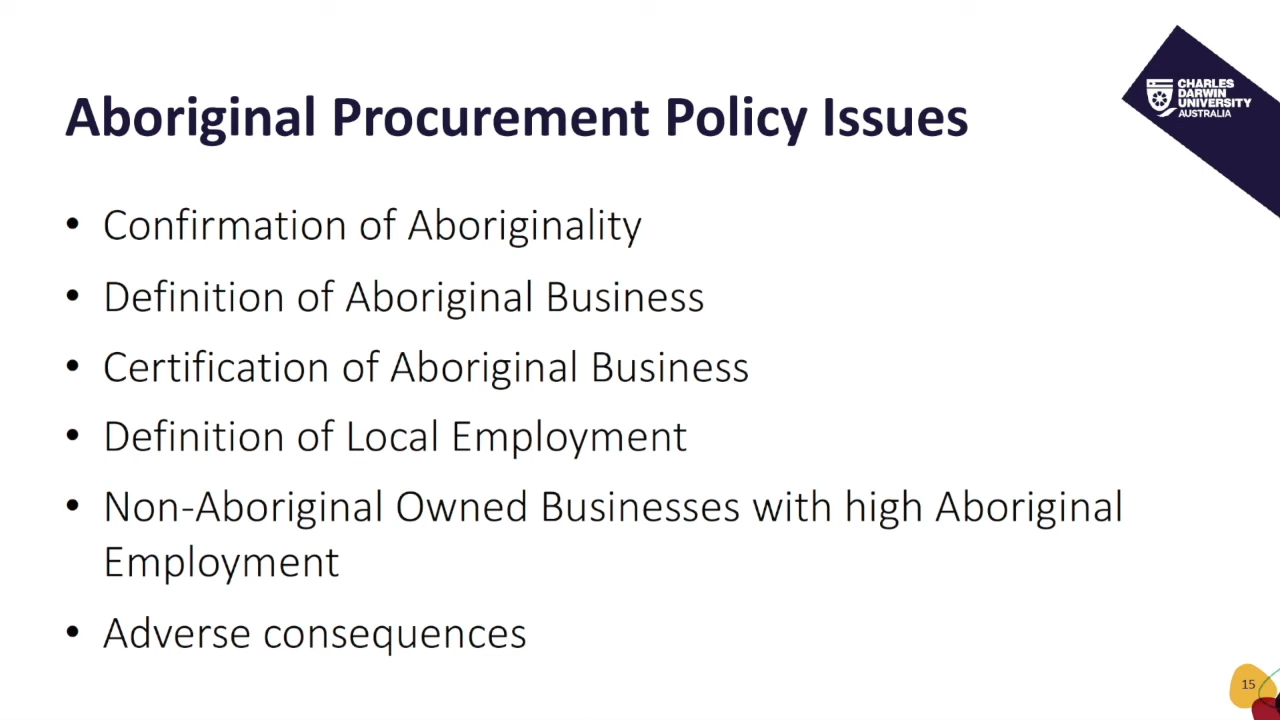 CHARLES
DARWIN
UNIVERSITY
AUSTRALIA
Aboriginal Procurement Policy Issues
• Confirmation of Aboriginality
• Definition of Aboriginal Business
• Certification of Aboriginal Business
• Definition of Local Employment
• Non-Aboriginal Owned Businesses with high Aboriginal
Employment
• Adverse consequences
15